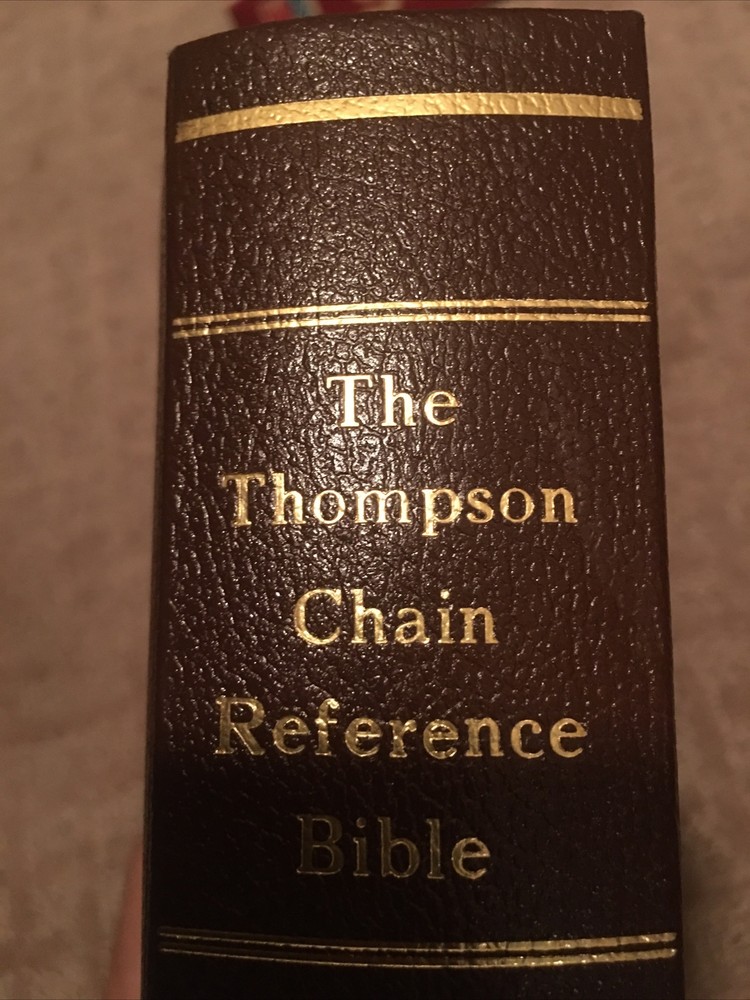 The
Thompson
Chain
Reference
Bible